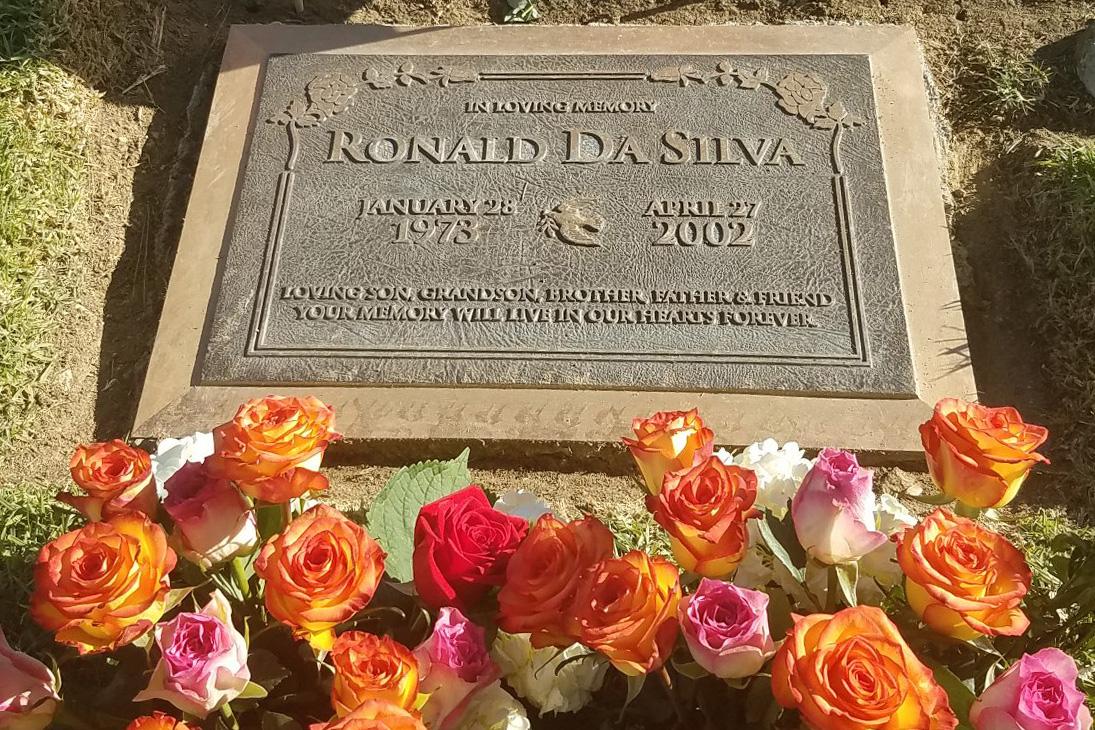 IN LOVING MEMORY
RONALD DA SILVA
JANUARY 28 APRIL 27
1973 2002
LOVING SON, GRANDSON, BROTHER, FATHER & FRIEND
YOUR MEMORY WILL LIVE IN OUR HEARTS FOREVER.